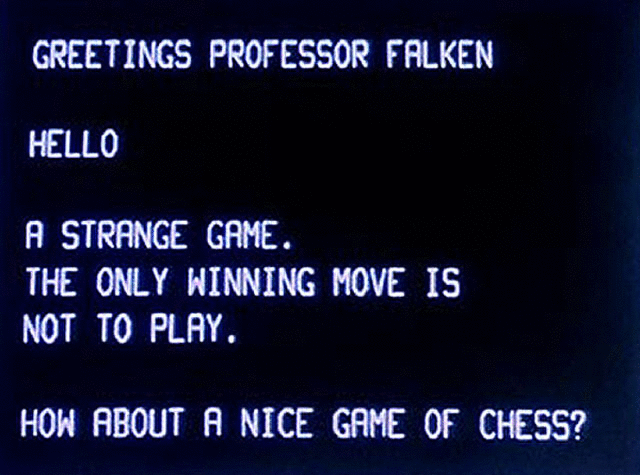 GREETINGS PROFESSOR FALKEN
HELLO
A STRANGE GAME.
THE ONLY WINNING MOVE IS
NOT TO PLAY.
HOW ABOUT A NICE GAME OF CHESS?